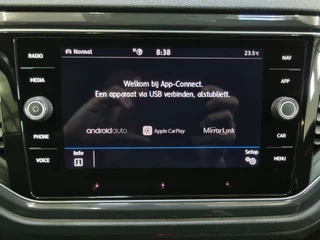 RADIO
MEDIA
PHONE
VOICE
Normal 8:38 23.5°C
Welkom bij App-Connect.
Een apparaat via USB verbinden, alstublieft.
androidauto Apple CarPlay MirrorLink
Info Setup
NAV
APP
CAR
MENU